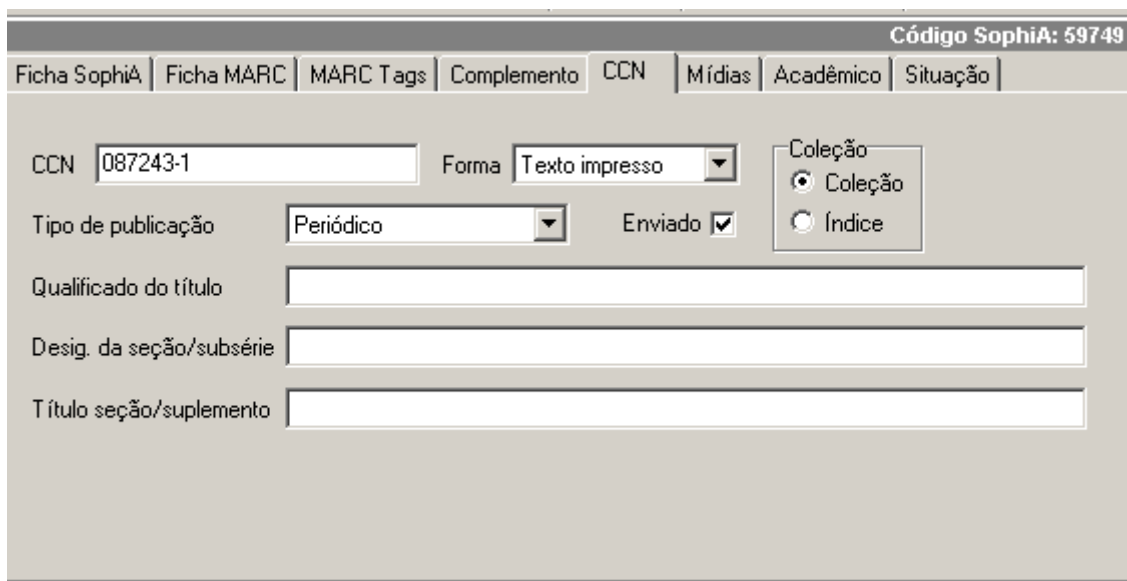 Código SophiA: 59749
Ficha SophiA Ficha MARC MARC Tags Complemento CCN Mídias Acadêmico Situação
CCN 087243-1 Forma Texto impresso Coleção
Coleção
Tipo de publicação Periódico Enviado Índice
Qualificado do título
Desig. da seção/subsérie
Título seção/suplemento